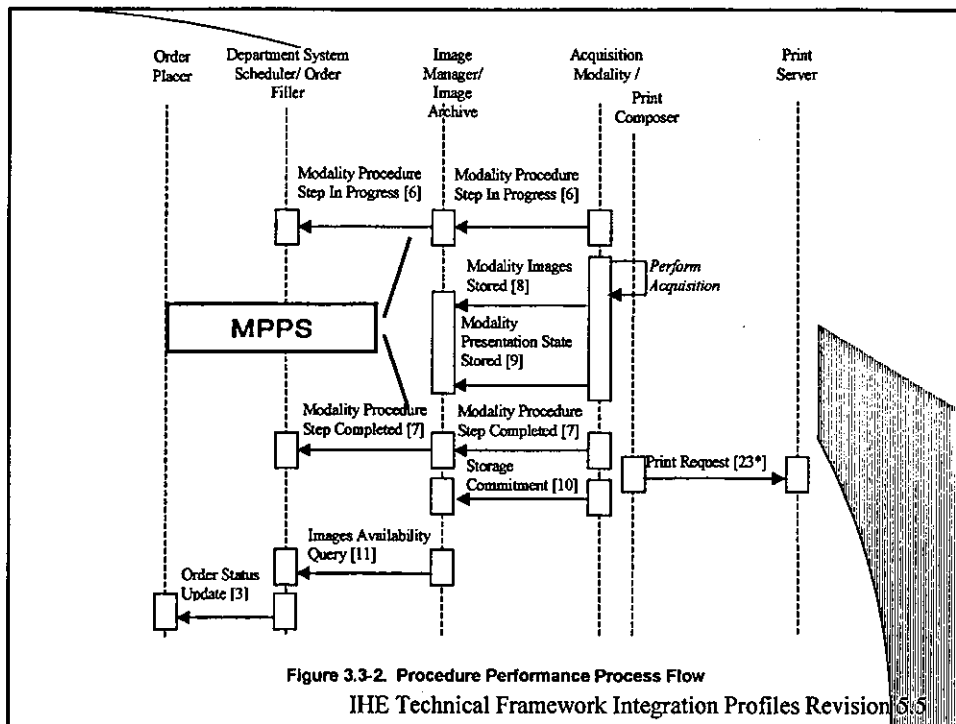 Order
Placer
Department System
Scheduler/ Order
Filler
Image
Manager/
Image
Archive
Acquisition
Modality /
Print
Composer
Print
Server
Modality Procedure
Step In Progress [6]
Modality Procedure
Step In Progress [6]
Perform
Acquisition
Modality Images
Stored [8]
MPPS
Modality
Presentation State
Stored [9]
Modality Procedure
Step Completed [7]
Modality Procedure
Step Completed [7]
Print Request [23*]
Storage
Commitment [10]
Images Availability
Query [11]
Order Status
Update [3]
Figure 3.3-2. Procedure Performance Process Flow
IHE Technical Framework Integration Profiles Revision 5.5